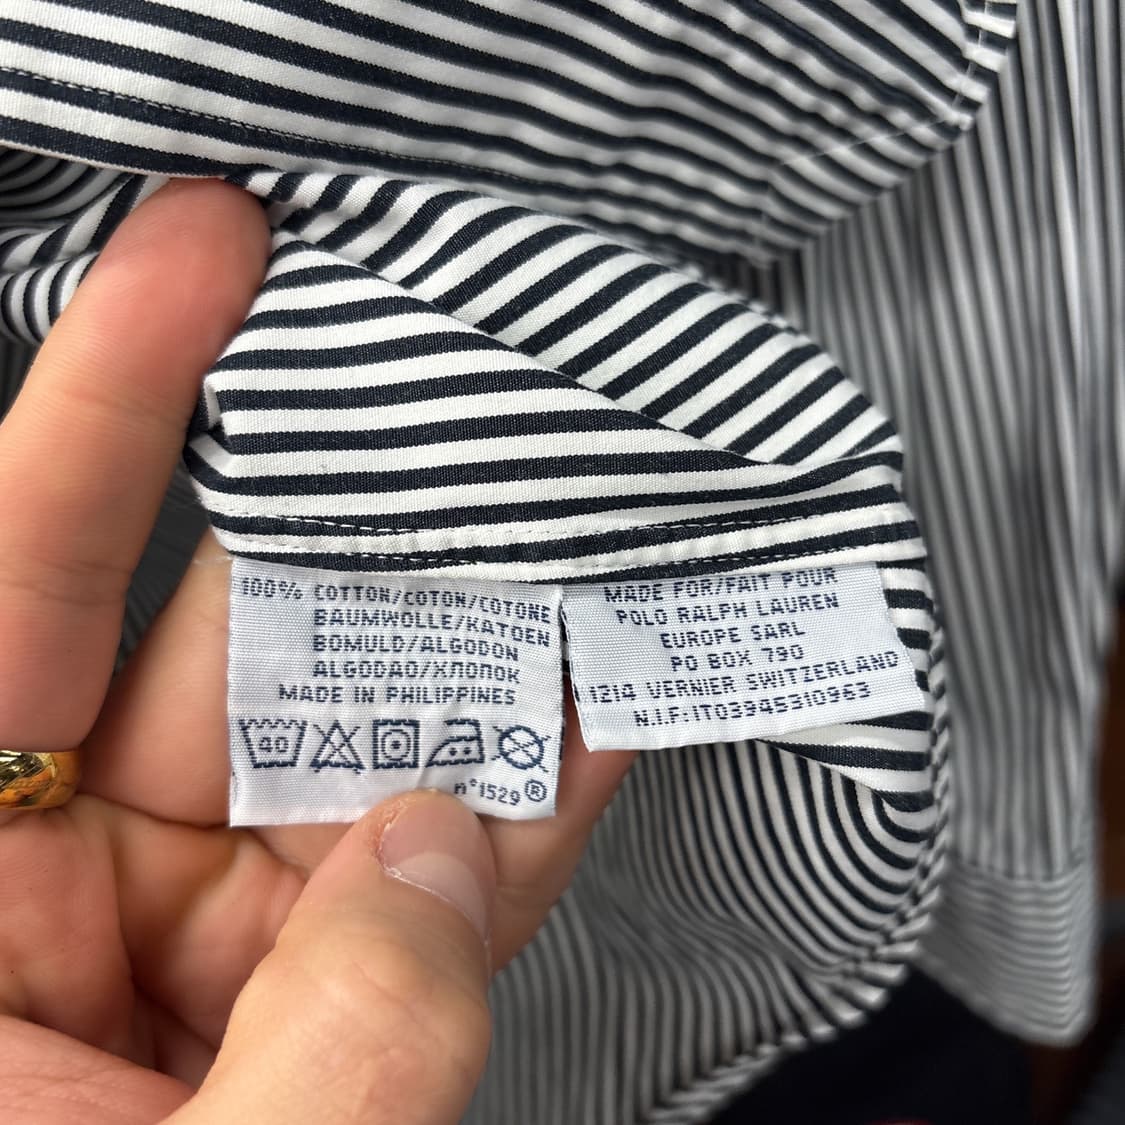 100% COTTON/COTON/COTONE
BAUMWOLLE/KATOEN
BOMULD/ALGODON
ALGODAO/ХЛОПОК
MADE IN PHILIPPINES
40
n°1529®
MADE FOR/FAIT POUR
POLO RALPH LAUREN
EUROPE SARL
PO BOX 790
1214 VERNIER SWITZERLAND
N.I.F:IT03945310963